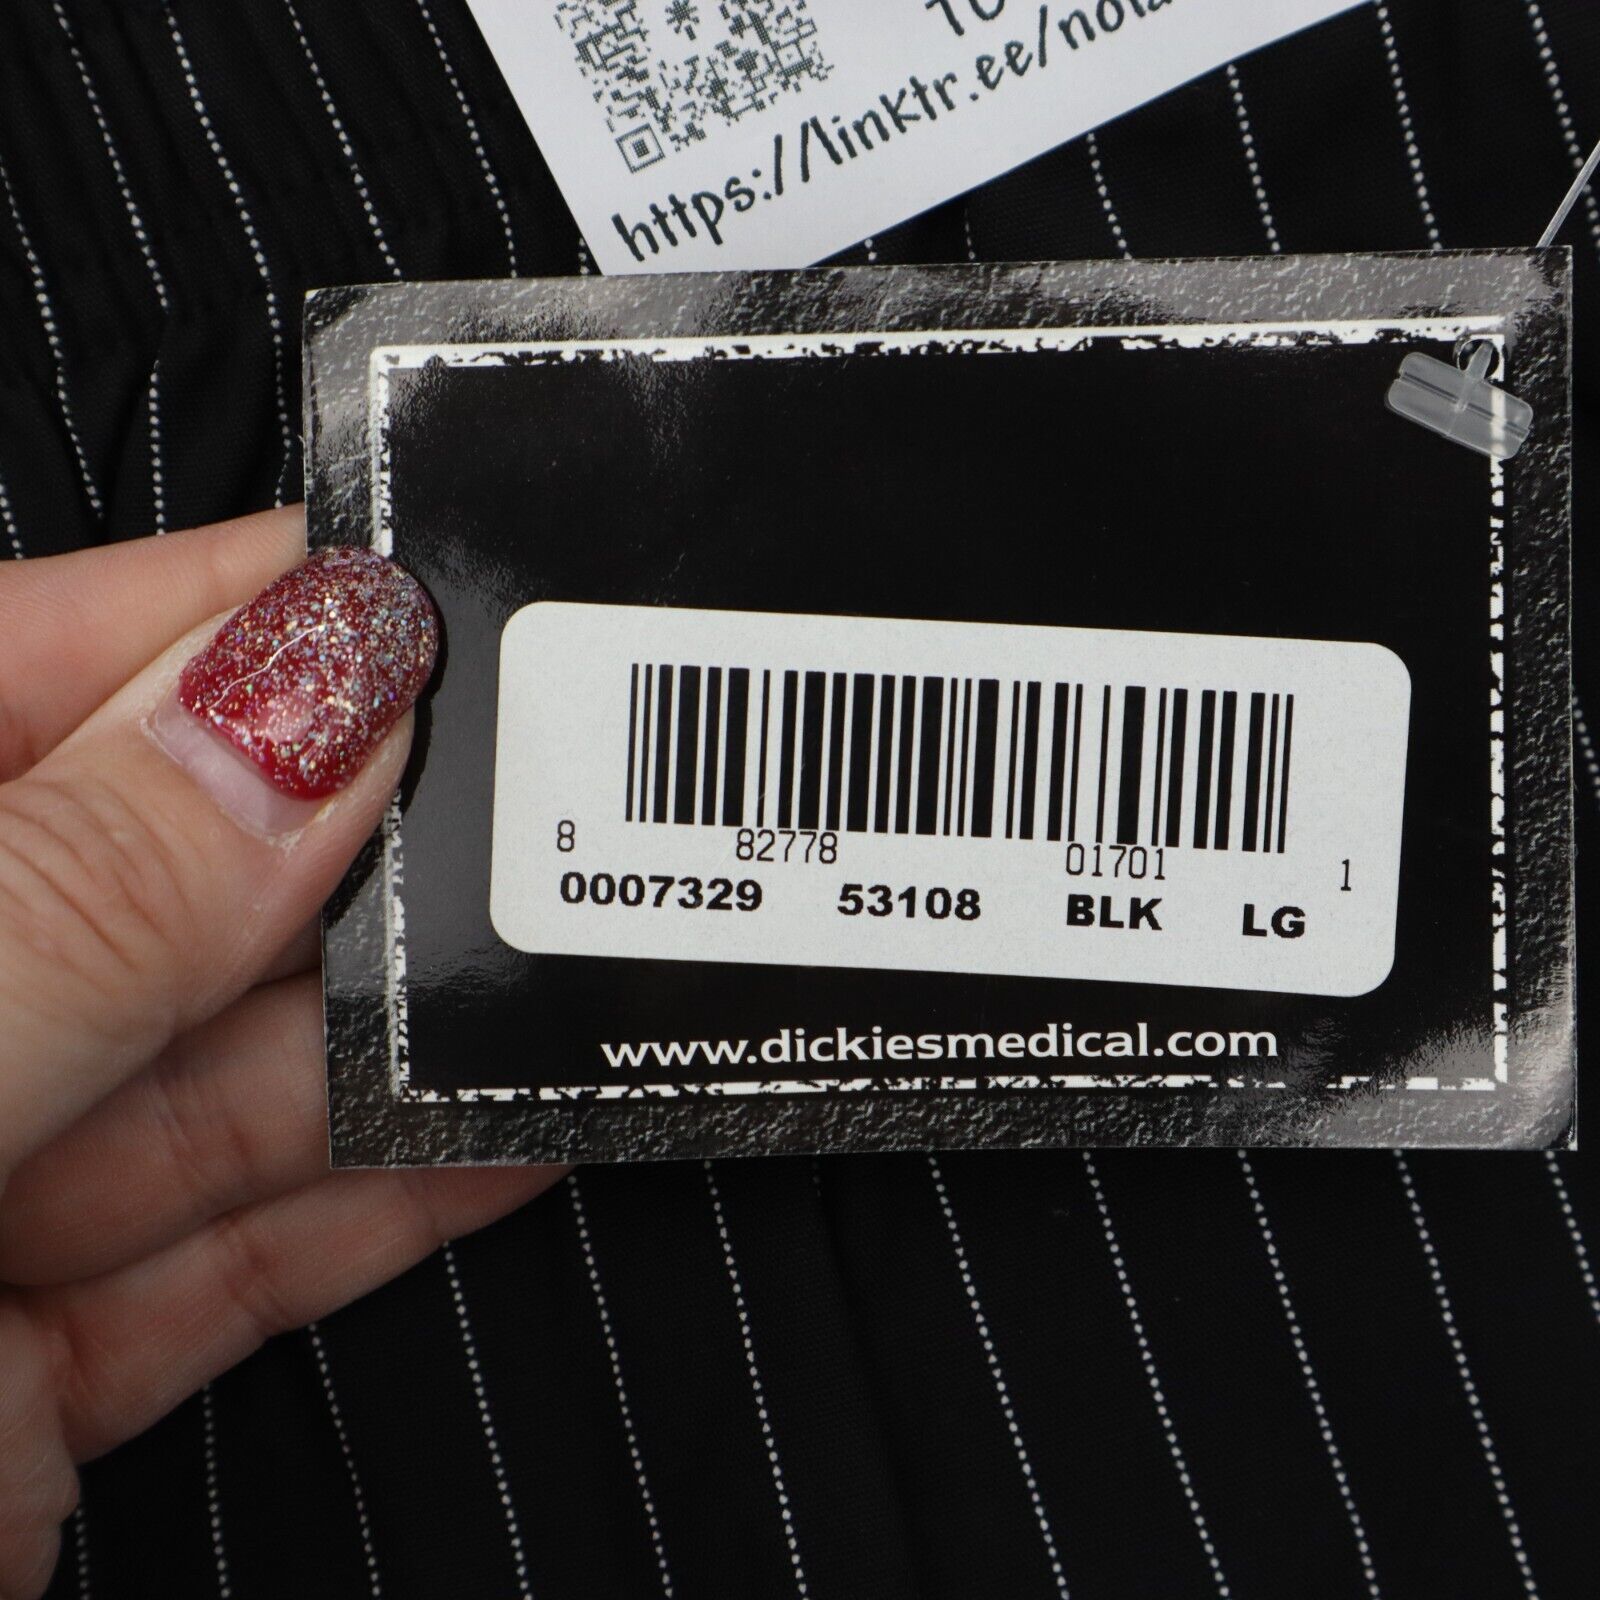 https://linktr.ee/nola
8 82778 01701 1
0007329 53108 BLK LG
www.dickiesmedical.com